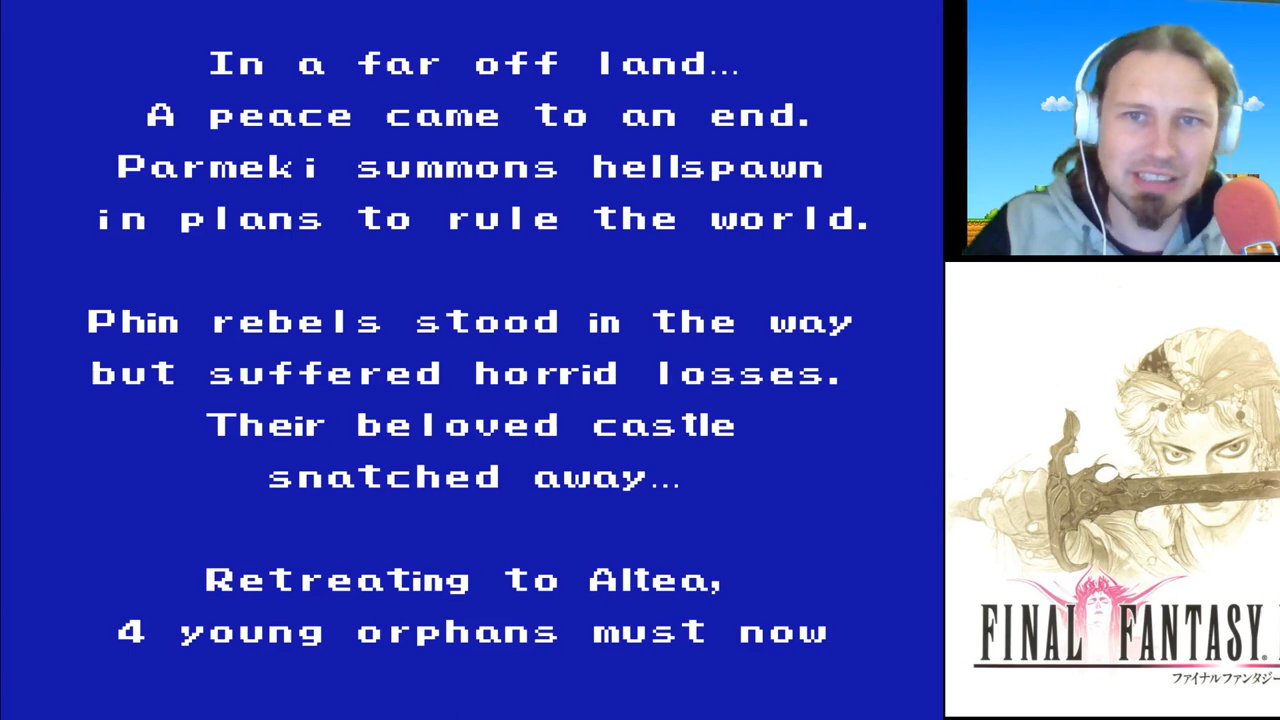 In a far off land…
A peace came to an end.
Parmeki summons hellspawn
in plans to rule the world.
Phin rebels stood in the way
but suffered horrid losses.
Their beloved castle
snatched away…
Retreating to Altea,
4 young orphans must now
FINAL FANTASY
ファイナルファンタジー